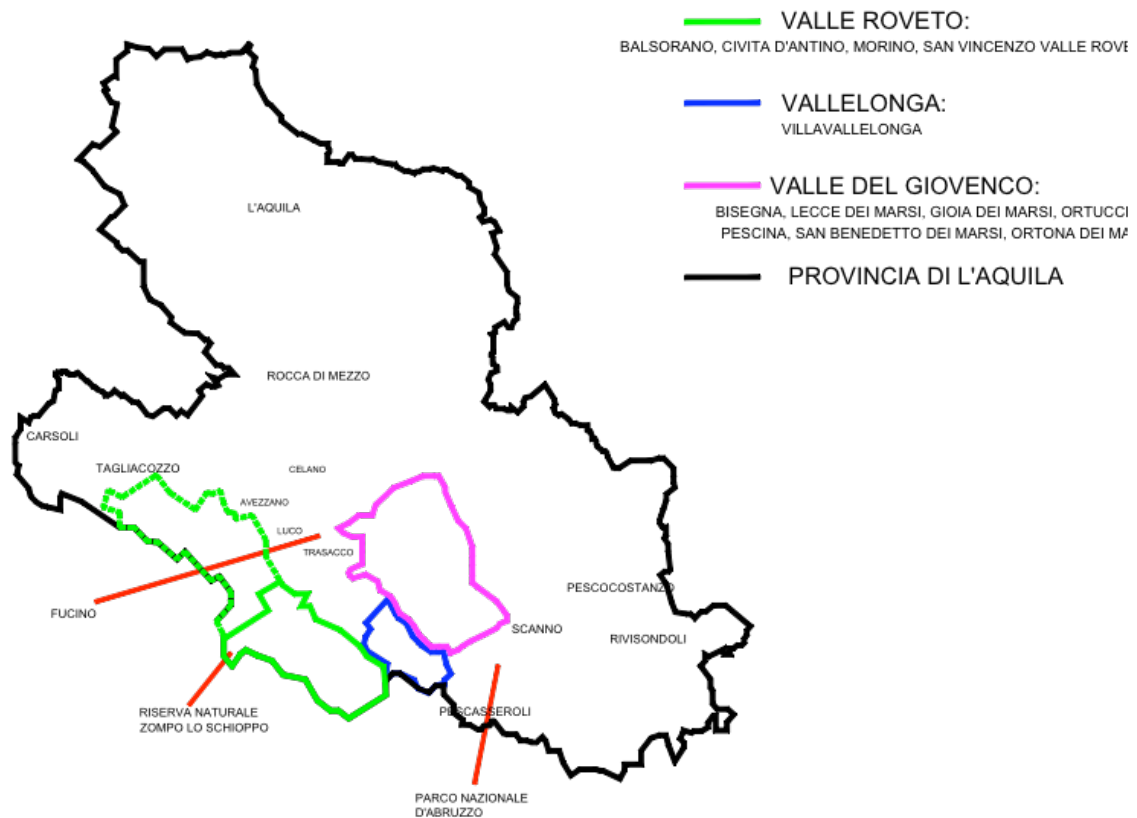 VALLE ROVETO:
BALSORANO, CIVITA D'ANTINO, MORINO, SAN VINCENZO VALLE ROVE
VALLELONGA:
VILLAVALLELONGA
VALLE DEL GIOVENCO:
BISEGNA, LECCE DEI MARSI, GIOIA DEI MARSI, ORTUCCI
PESCINA, SAN BENEDETTO DEI MARSI, ORTONA DEI MA
PROVINCIA DI L'AQUILA
L'AQUILA
ROCCA DI MEZZO
CARSOLI
TAGLIACOZZO
CELANO
AVEZZANO
LUCO
TRASACCO
FUCINO
PESCOCOSTANZO
SCANNO
RIVISONDOLI
RISERVA NATURALE
ZOMPO LO SCHIOPPO
PESCASSEROLI
PARCO NAZIONALE
D'ABRUZZO